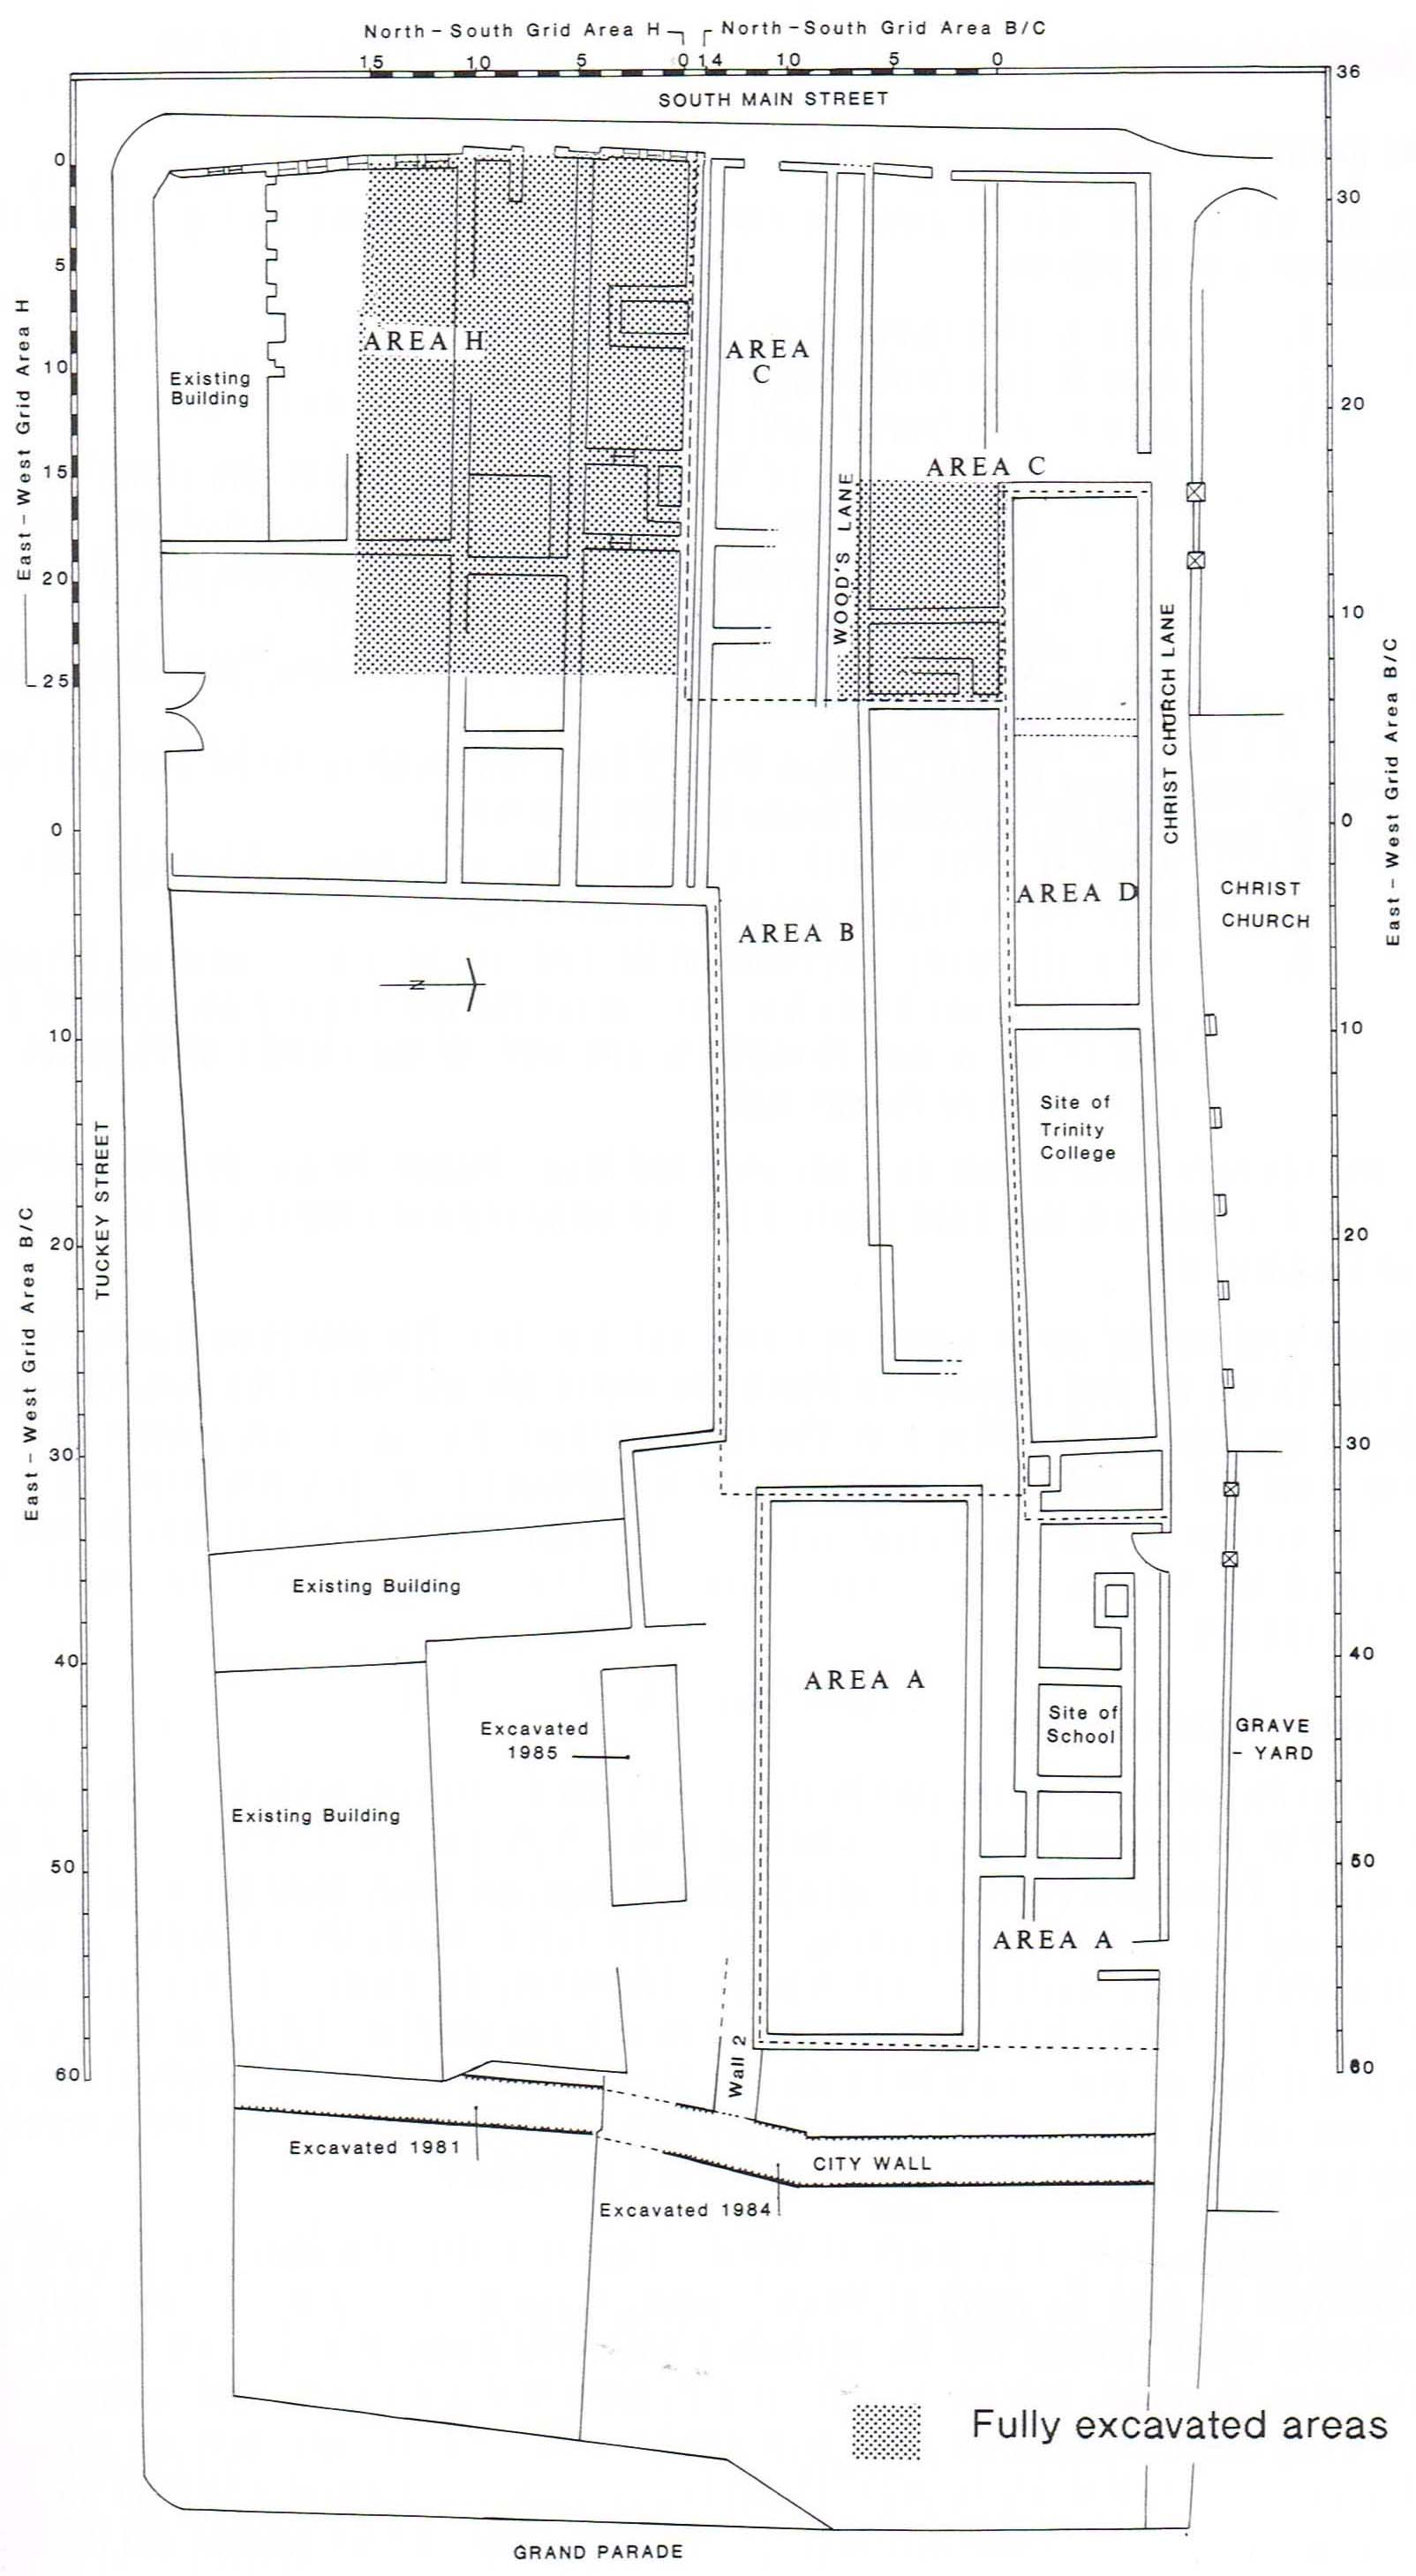 North – South Grid Area H
North – South Grid Area B/C
15 10 5 0 14 10 5 0
36
SOUTH MAIN STREET
0
30
5
East – West Grid Area H
AREA H
AREA
C
10
Existing
Building
20
15
AREA C
WOOD'S LANE
20
10
25
CHRIST CHURCH LANE
East – West Grid Area B/C
0
0
AREA D
CHRIST
CHURCH
AREA B
N
10
10
Site of
Trinity
College
TUCKEY STREET
East – West Grid Area B/C
20
20
30
30
Existing Building
40
40
AREA A
Site of
School
Excavated
1985
GRAVE
– YARD
Existing Building
50
50
AREA A
Wall 2
60
60
Excavated 1981
CITY WALL
Excavated 1984
Fully excavated areas
GRAND PARADE